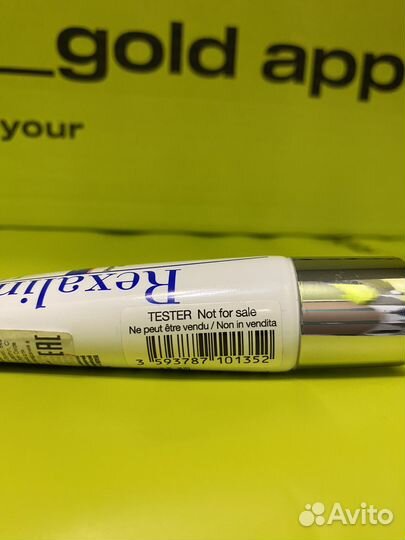 _gold app
your
Rexalin
TESTER Not for sale
Ne peut être vendu / Non in vendita
3 593787 101352
EAC
Avito